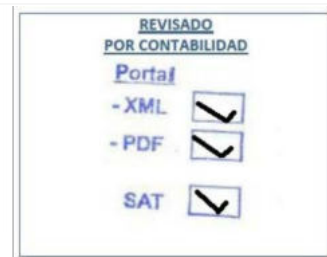 REVISADO
POR CONTABILIDAD
Portal
- XML
- PDF
SAT